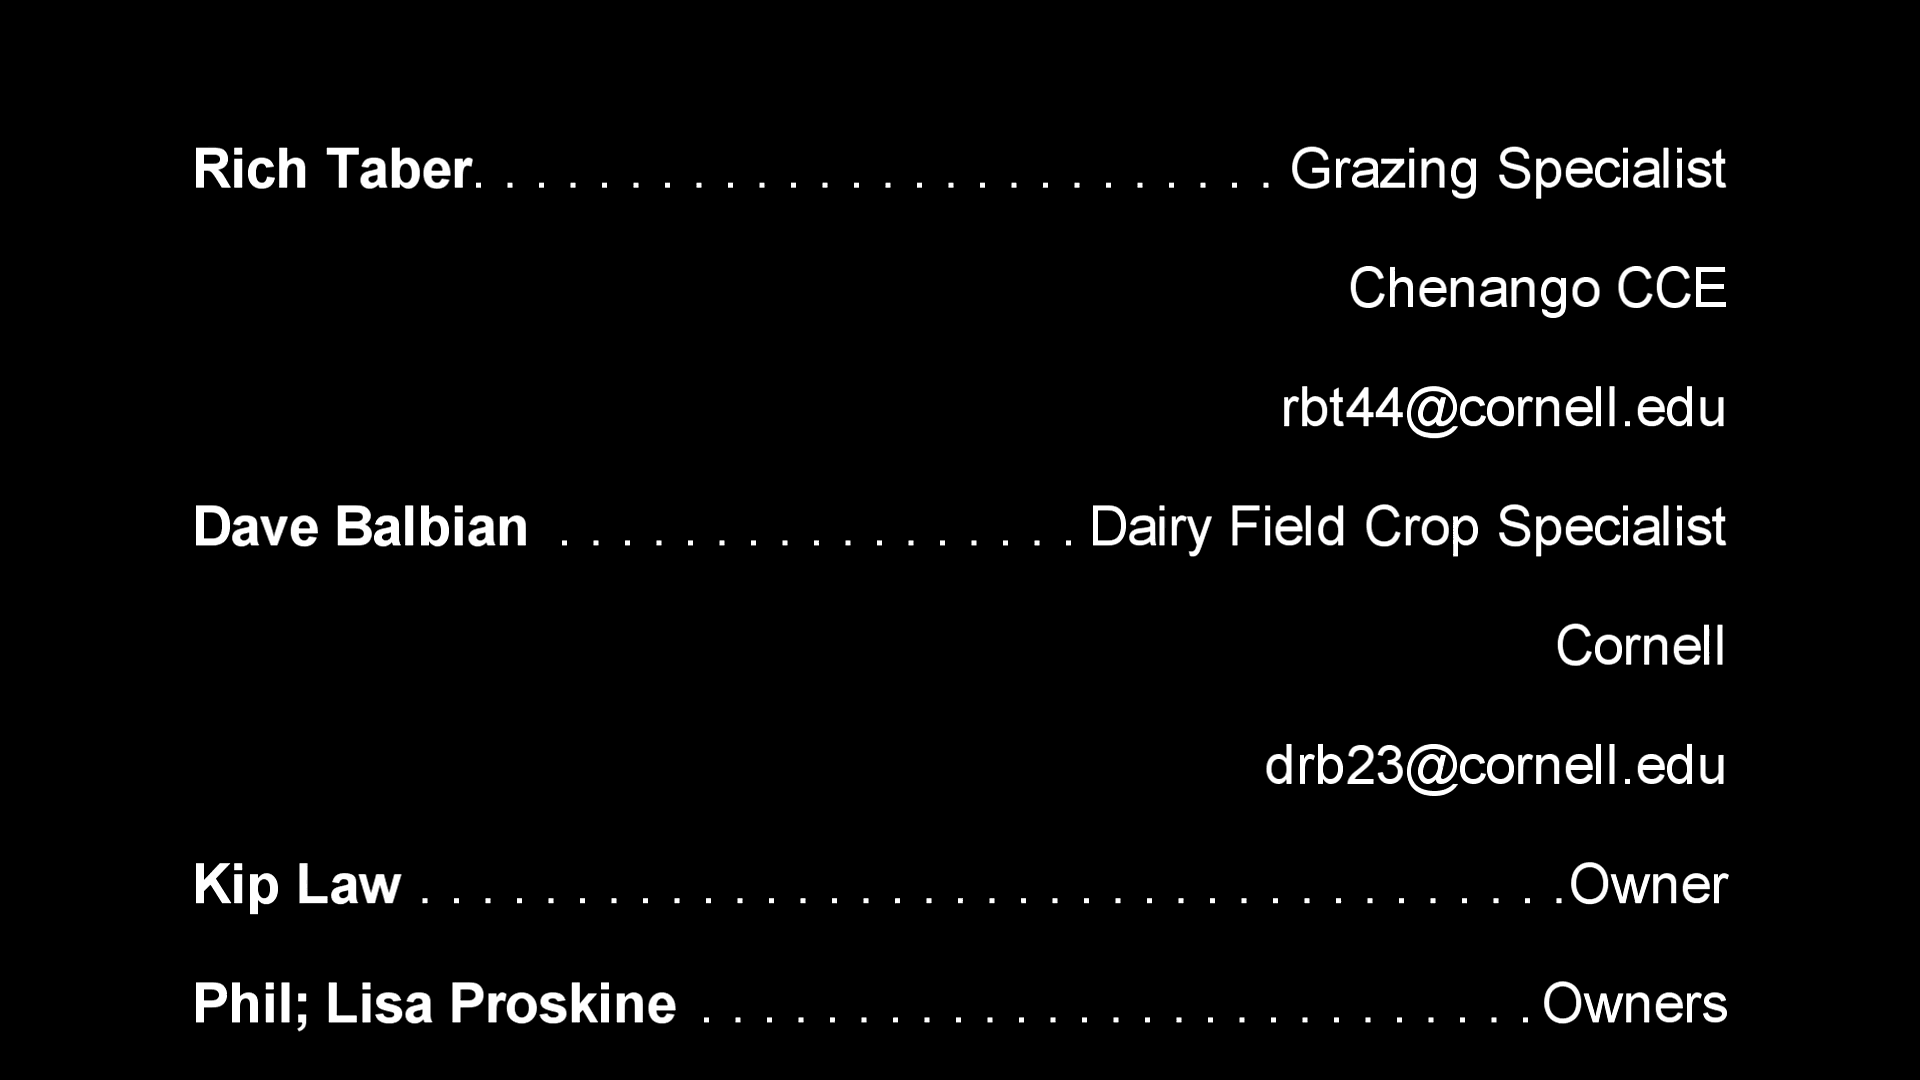 Rich Taber. . . . . . . . . . . . . . . . . . . . . . . . . . Grazing Specialist
Chenango CCE
rbt44@cornell.edu
Dave Balbian . . . . . . . . . . . . . . . . . Dairy Field Crop Specialist
Cornell
drb23@cornell.edu
Kip Law . . . . . . . . . . . . . . . . . . . . . . . . . . . . . . . . . . . . . Owner
Phil; Lisa Proskine . . . . . . . . . . . . . . . . . . . . . . . . . . . Owners